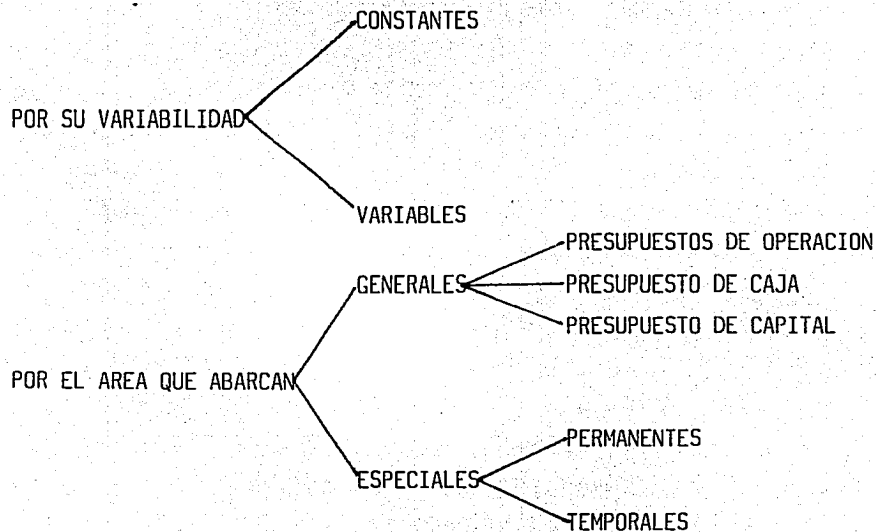 CONSTANTES
POR SU VARIABILIDAD
VARIABLES
PRESUPUESTOS DE OPERACION
GENERALES
PRESUPUESTO DE CAJA
PRESUPUESTO DE CAPITAL
POR EL AREA QUE ABARCAN
PERMANENTES
ESPECIALES
TEMPORALES